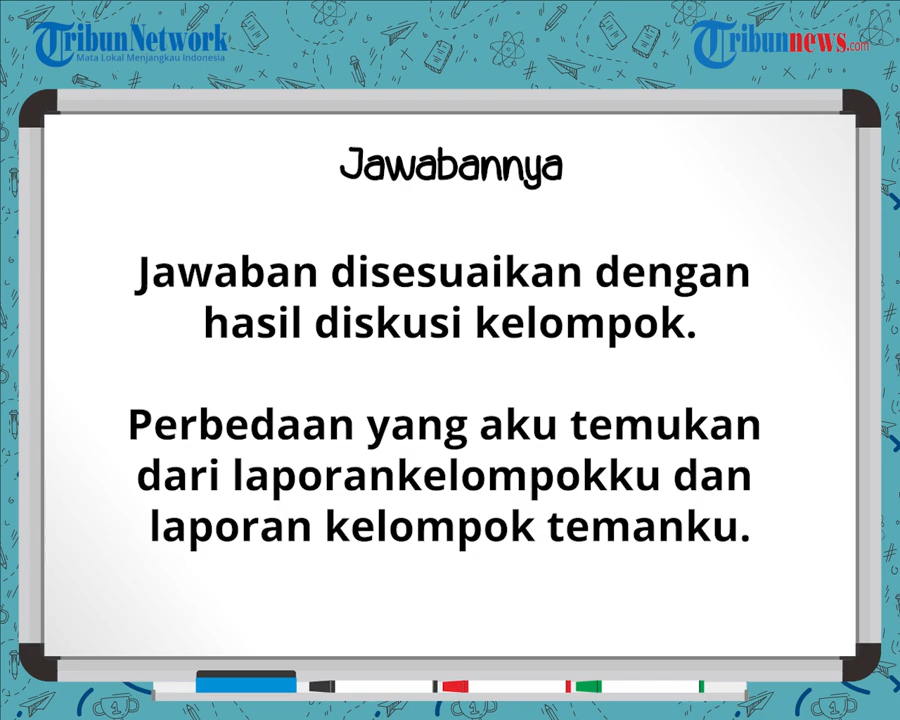 TribunNetwork
Mata Lokal Menjangkau Indonesia
Tribunnews.com
Jawabannya
Jawaban disesuaikan dengan
hasil diskusi kelompok.
Perbedaan yang aku temukan
dari laporankelompokku dan
laporan kelompok temanku.